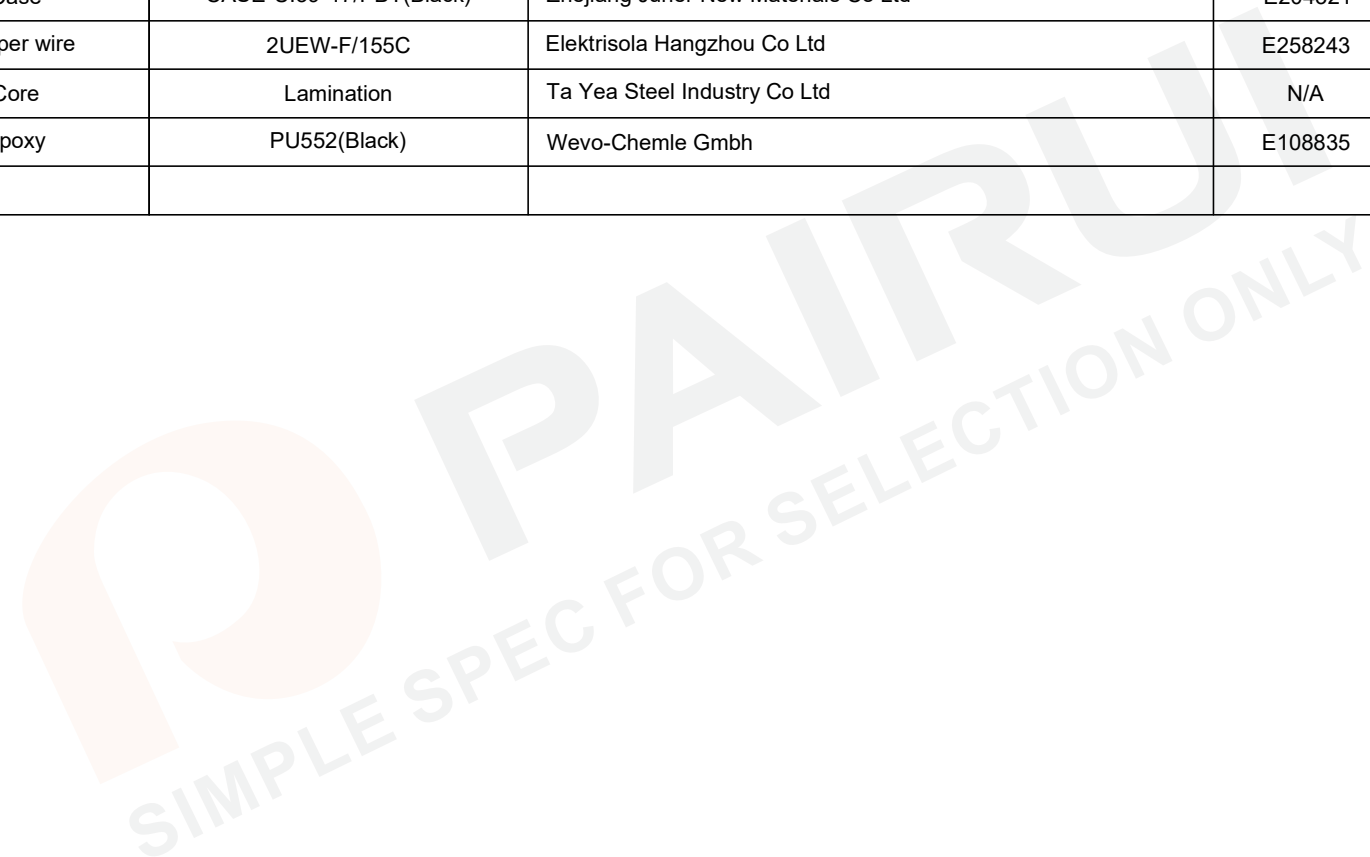 per wire 2UEW-F/155C Elektrisola Hangzhou Co Ltd E258243
Core Lamination Ta Yea Steel Industry Co Ltd N/A
poxy PU552(Black) Wevo-Chemle Gmbh E108835
PAIRUI
SIMPLE SPEC FOR SELECTION ONLY